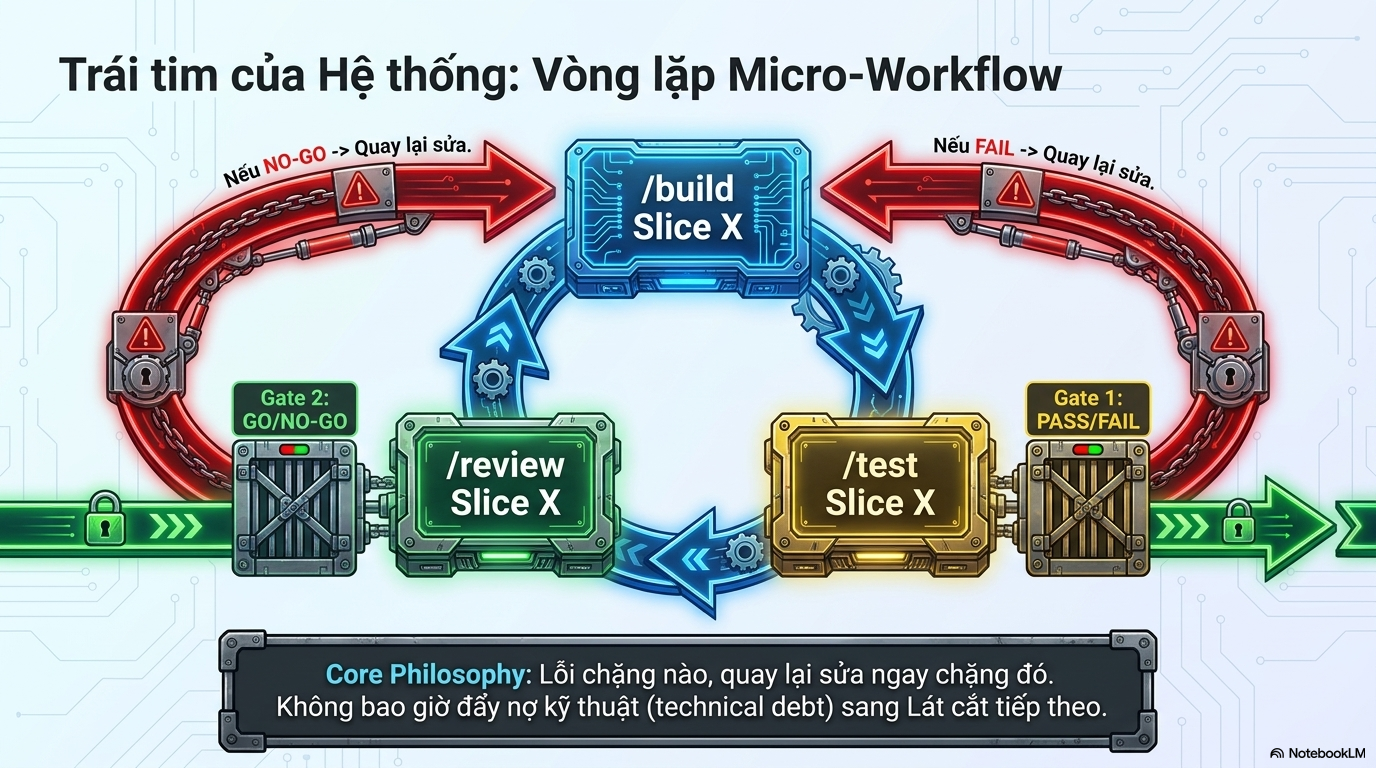 Trái tim của Hệ thống: Vòng lặp Micro-Workflow
Nếu NO-GO -> Quay lại sửa.
Nếu FAIL -> Quay lại sửa.
/build
Slice X
Gate 2:
GO/NO-GO
/review
Slice X
/test
Slice X
Gate 1:
PASS/FAIL
Core Philosophy: Lỗi chặng nào, quay lại sửa ngay chặng đó.
Không bao giờ đẩy nợ kỹ thuật (technical debt) sang Lát cắt tiếp theo.
NotebookLM